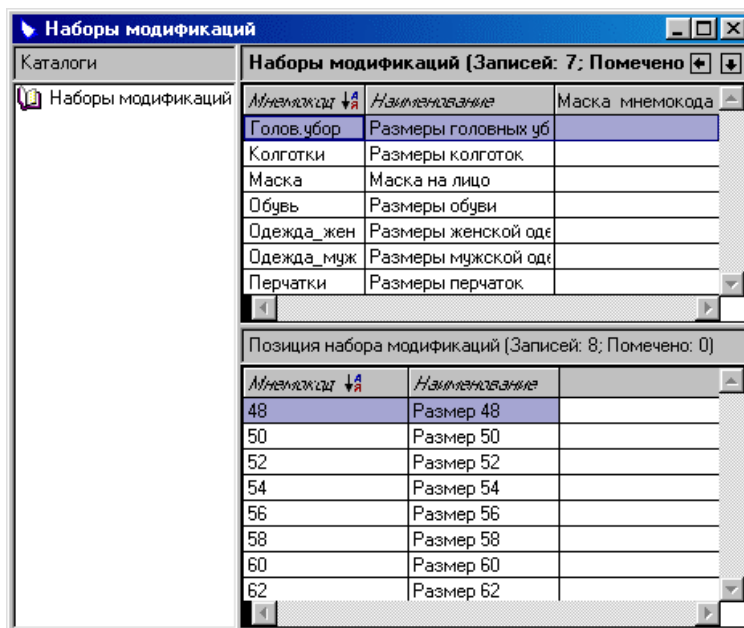 Наборы модификаций
Каталоги
Наборы модификаций (Записей: 7; Помечено
Наборы модификаций
Мнемокод Наименование Маска мнемокода
Голов.убор Размеры головных уб
Колготки Размеры колготок
Маска Маска на лицо
Обувь Размеры обуви
Одежда_жен Размеры женской оде
Одежда_муж Размеры мужской оде
Перчатки Размеры перчаток
Позиция набора модификаций (Записей: 8; Помечено: 0)
Мнемокод Наименование
48 Размер 48
50 Размер 50
52 Размер 52
54 Размер 54
56 Размер 56
58 Размер 58
60 Размер 60
62 Размер 62